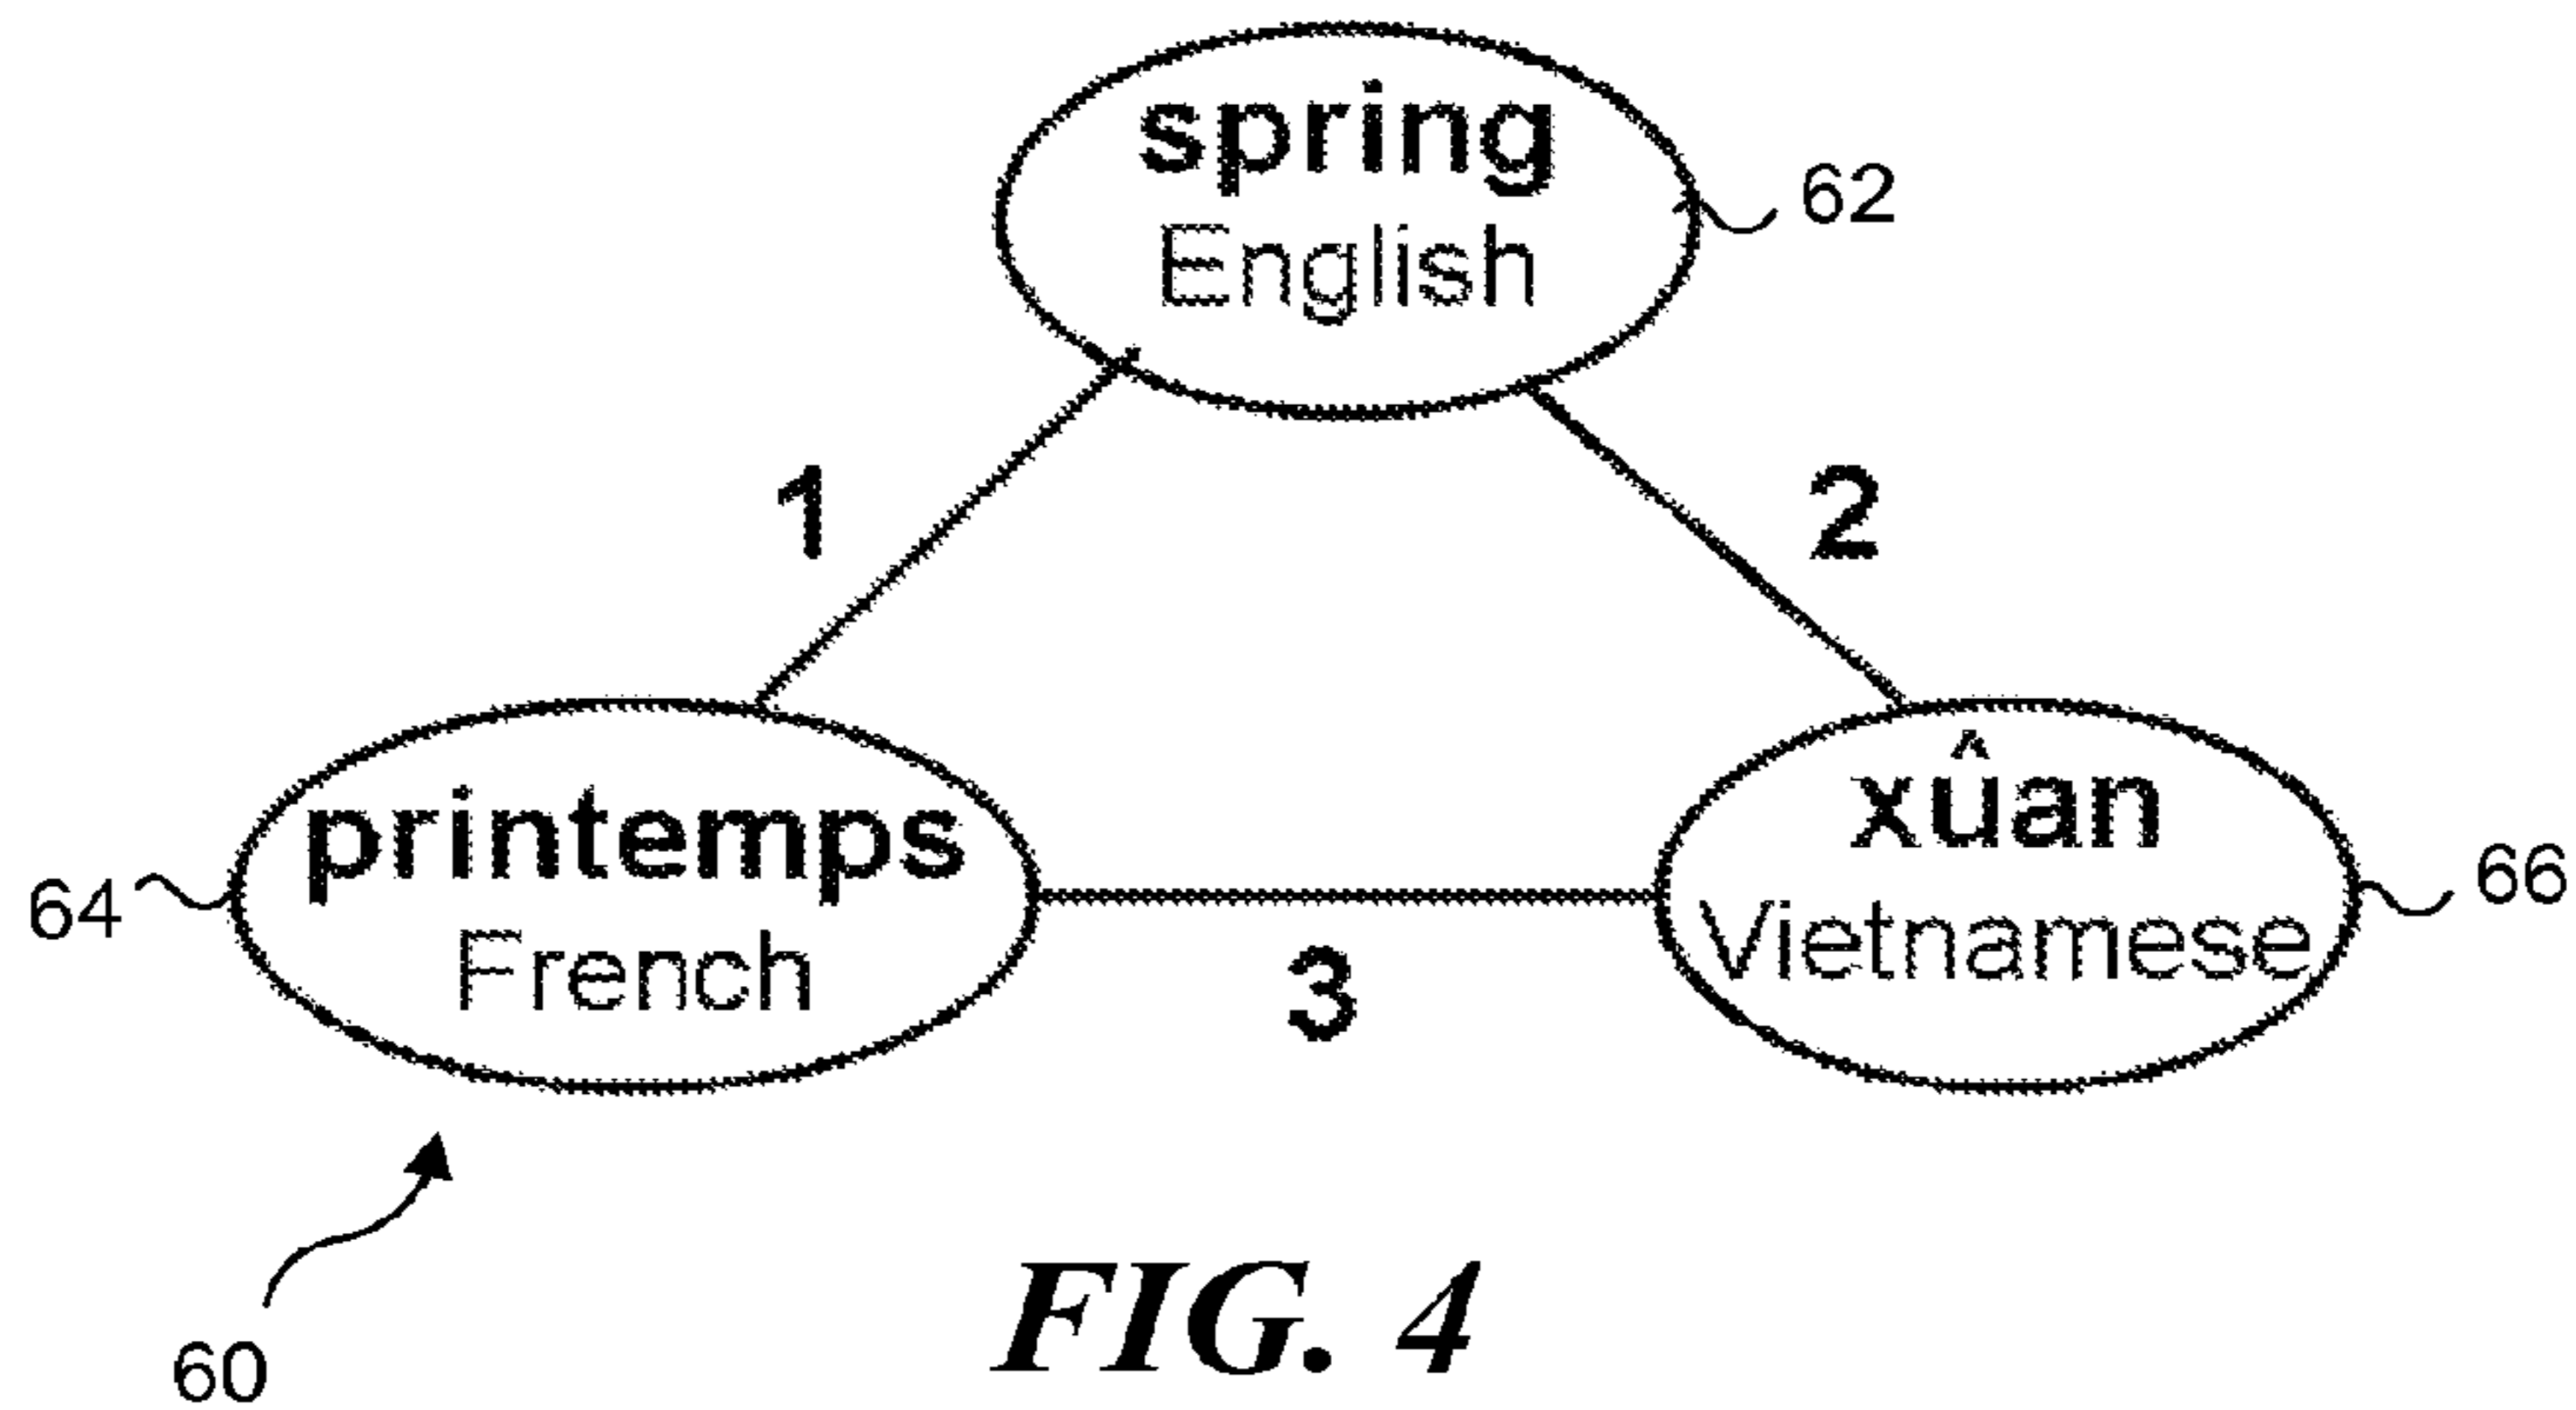 spring
English
62
1
2
printemps
French
64
xûan
Vietnamese
66
3
60
FIG. 4